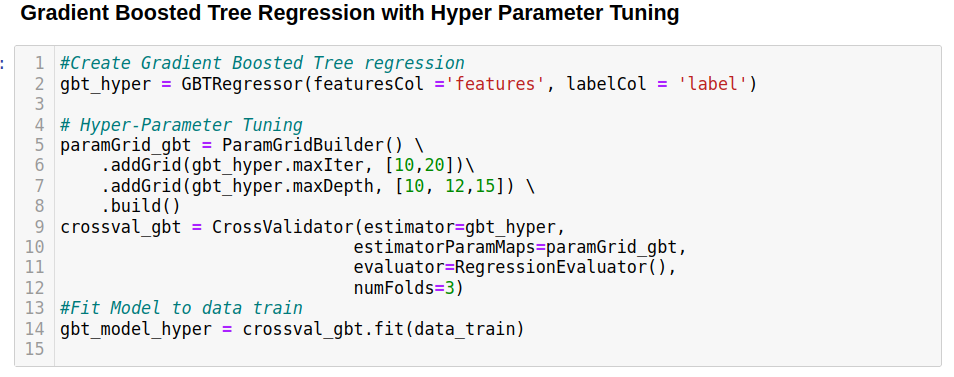 Gradient Boosted Tree Regression with Hyper Parameter Tuning
:
1 #Create Gradient Boosted Tree regression
2 gbt_hyper = GBTRegressor(featuresCol ='features', labelCol = 'label')
3
4 # Hyper-Parameter Tuning
5 paramGrid_gbt = ParamGridBuilder() \
6     .addGrid(gbt_hyper.maxIter, [10,20])\
7     .addGrid(gbt_hyper.maxDepth, [10, 12,15]) \
8     .build()
9 crossval_gbt = CrossValidator(estimator=gbt_hyper,
10                              estimatorParamMaps=paramGrid_gbt,
11                              evaluator=RegressionEvaluator(),
12                              numFolds=3)
13 #Fit Model to data train
14 gbt_model_hyper = crossval_gbt.fit(data_train)
15